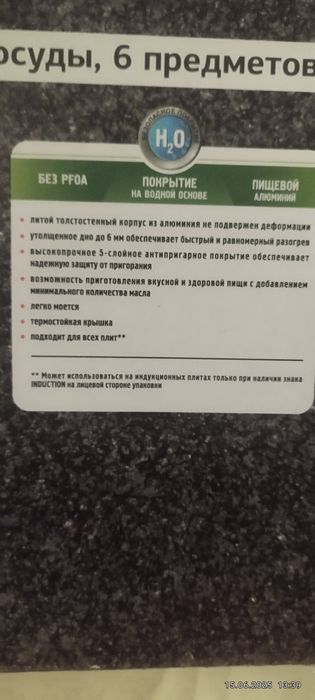 осуды, 6 предметов
БЕЗОПАСНОЕ
H2O
БЕЗ PFOA
ПОКРЫТИЕ
НА ВОДНОЙ ОСНОВЕ
ПИЩЕВОЙ
АЛЮМИНИЙ
• литой толстостенный корпус из алюминия не подвержен деформации
• утолщенное дно до 6 мм обеспечивает быстрый и равномерный разогрев
• высокопрочное 5-слойное антипригарное покрытие обеспечивает
надежную защиту от пригорания
• возможность приготовления вкусной и здоровой пищи с добавлением
минимального количества масла
• легко моется
• термостойкая крышка
• подходит для всех плит**
** Может использоваться на индукционных плитах только при наличии знака
INDUCTION на лицевой стороне упаковки
15.06.2025 13:39